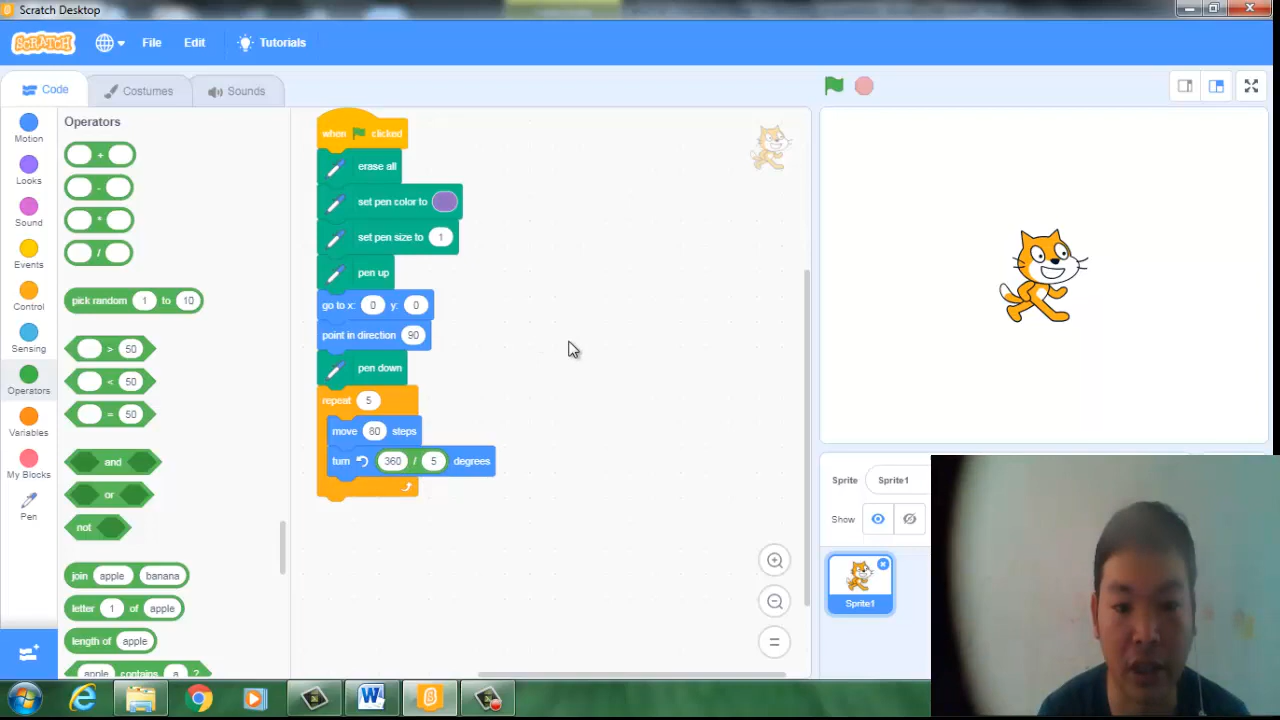 Scratch Desktop
SCRATCH File Edit Tutorials
Code Costumes Sounds
Motion
Looks
Sound
Events
Control
Sensing
Operators
Variables
My Blocks
Pen
Operators
+
-
*
/
pick random 1 to 10
> 50
< 50
= 50
and
or
not
join apple banana
letter 1 of apple
length of apple
apple contains a ?
when clicked
erase all
set pen color to
set pen size to 1
pen up
go to x: 0 y: 0
point in direction 90
pen down
repeat 5
move 80 steps
turn 360 / 5 degrees
Sprite Sprite1
Show
Sprite1